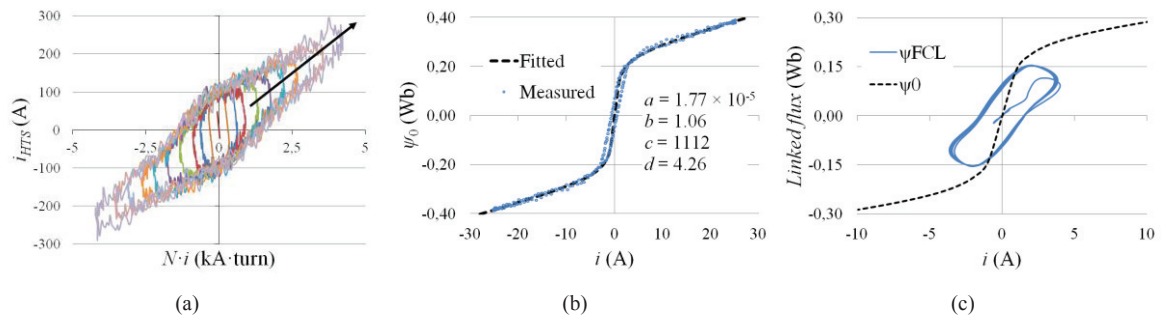 i_HTS (A)
300
200
100
0
-100
-200
300
-5
-2,5
0
2,5
5
N·i (kA·turn)
(a)
ψ₀ (Wb)
0,40
0,20
0,00
-0,20
-0,40
Fitted
Measured
a = 1.77 × 10⁻⁵
b = 1.06
c = 1112
d = 4.26
-30
-20
-10
0
10
20
30
i (A)
(b)
Linked flux (Wb)
0,30
0,15
0,00
-0,15
-0,30
ψFCL
ψ0
-10
-5
0
5
10
i (A)
(c)